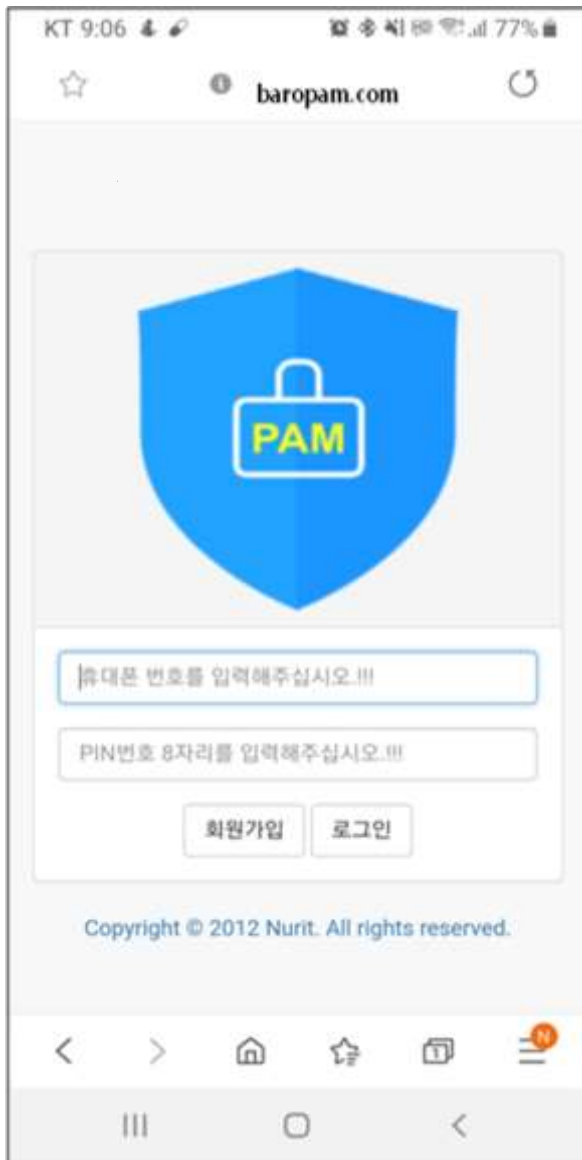 KT 9:06
77%
baropam.com
PAM
휴대폰 번호를 입력해주십시오.!!!
PIN번호 8자리를 입력해주십시오.!!!
회원가입 로그인
Copyright © 2012 Nurit. All rights reserved.
1
N